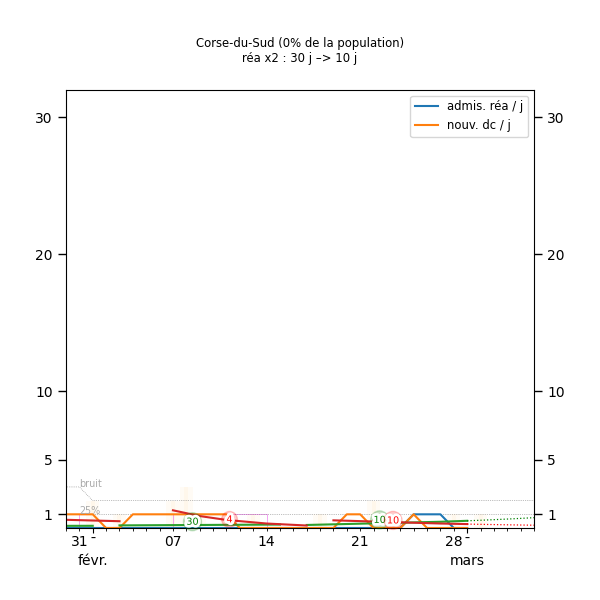 Corse-du-Sud (0% de la population)
réa x2 : 30 j –> 10 j
admis. réa / j
nouv. dc / j
30 30
20 20
10 10
5 5
bruit
25%
1 1
30 4 10 10
31 07 14 21 28
févr. mars